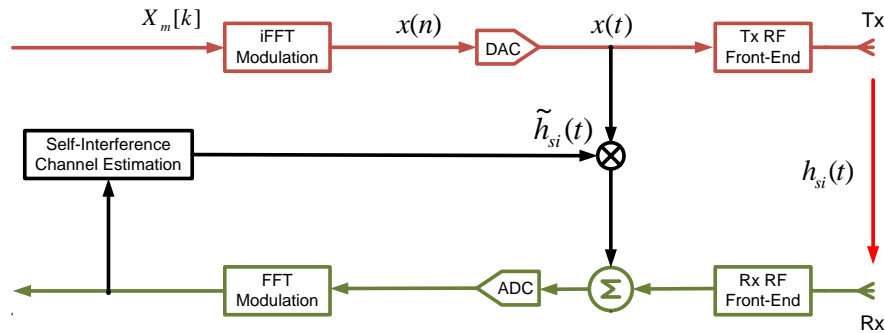 X_m[k]
iFFT
Modulation
x(n)
DAC
x(t)
Tx RF
Front-End
Tx
Self-Interference
Channel Estimation
h̃_si(t)
h_si(t)
FFT
Modulation
ADC
Σ
Rx RF
Front-End
Rx